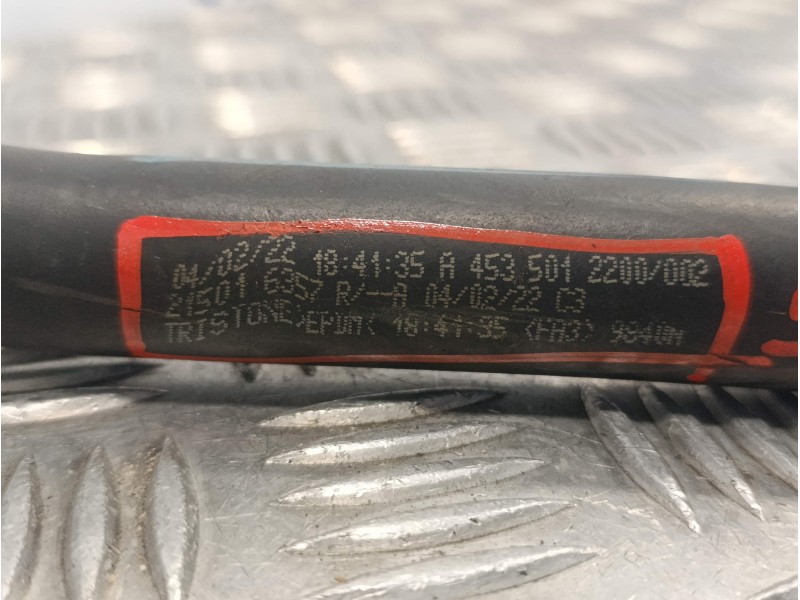 04/02/22 18:41:35 A 453 501 2200/002
21501 6357 R/--A 04/02/22 C3
TRISTONE >EPDM< 18:41:35 <FA3> 9940M